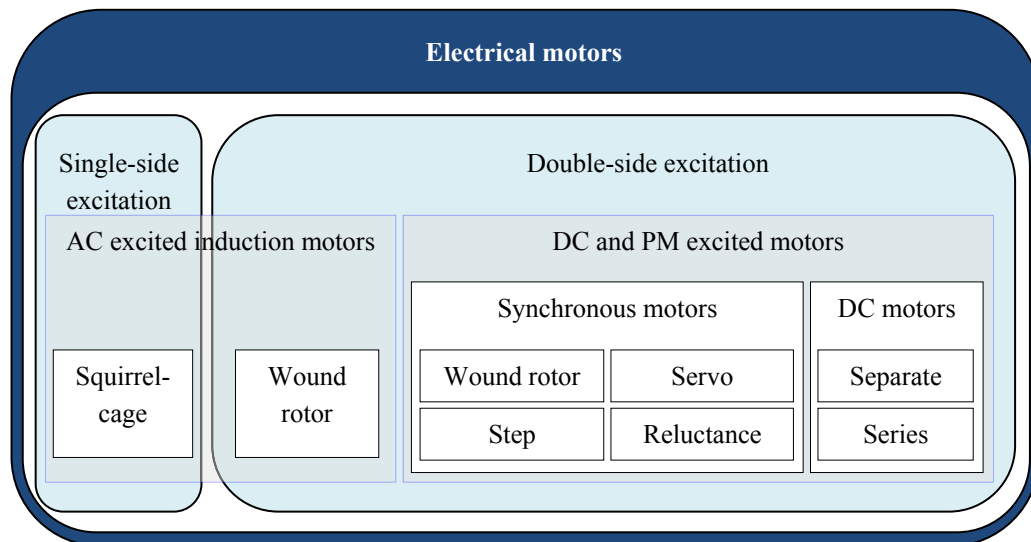 Electrical motors
Single-side
excitation
Double-side excitation
AC excited induction motors
DC and PM excited motors
Synchronous motors
DC motors
Squirrel-
cage
Wound
rotor
Wound rotor
Servo
Separate
Step
Reluctance
Series